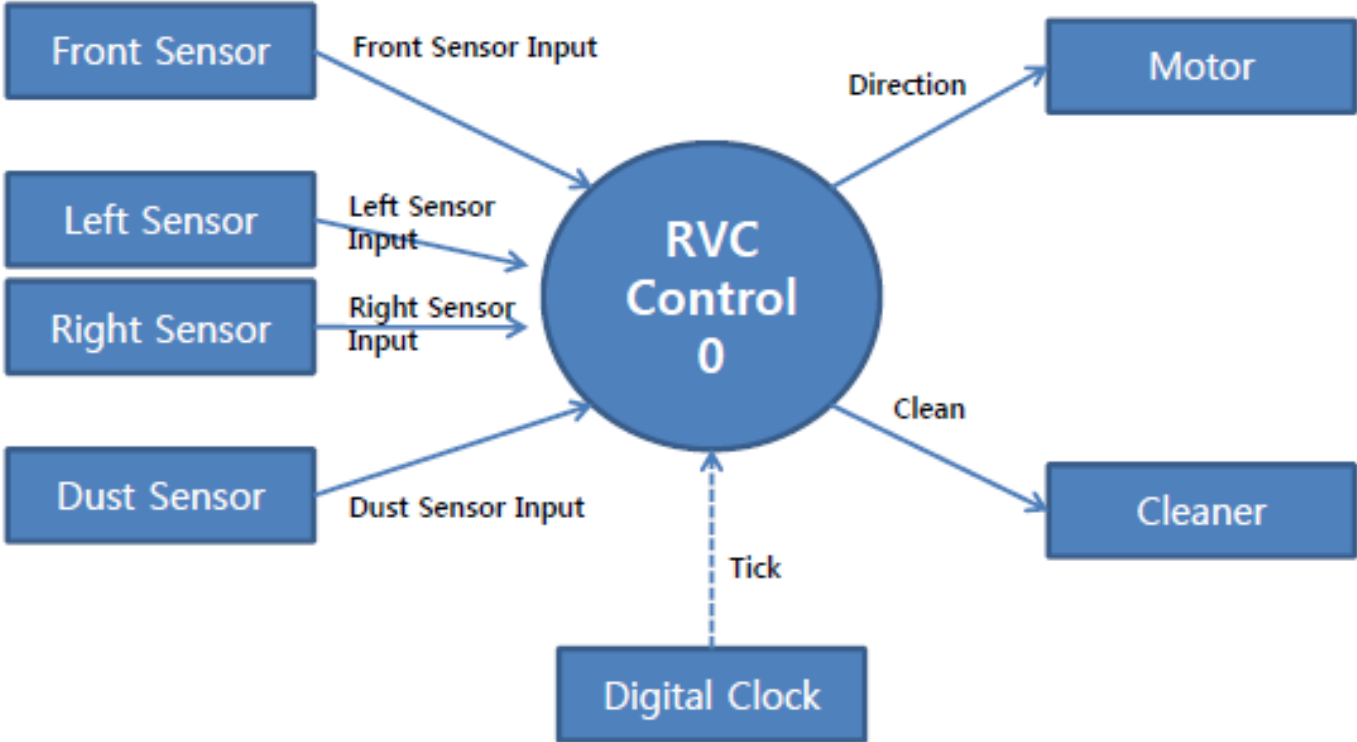 Front Sensor
Front Sensor Input
Direction
Motor
Left Sensor
Left Sensor
Input
Right Sensor
Right Sensor
Input
RVC
Control
0
Dust Sensor
Dust Sensor Input
Clean
Cleaner
Tick
Digital Clock